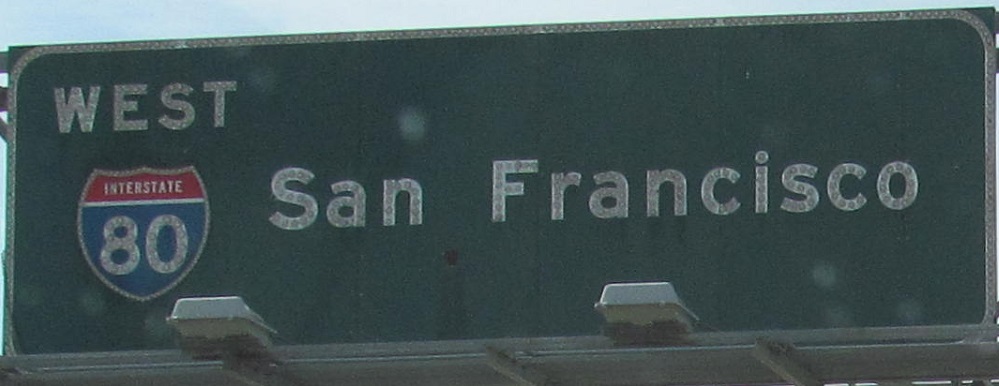 WEST
INTERSTATE
80
San Francisco